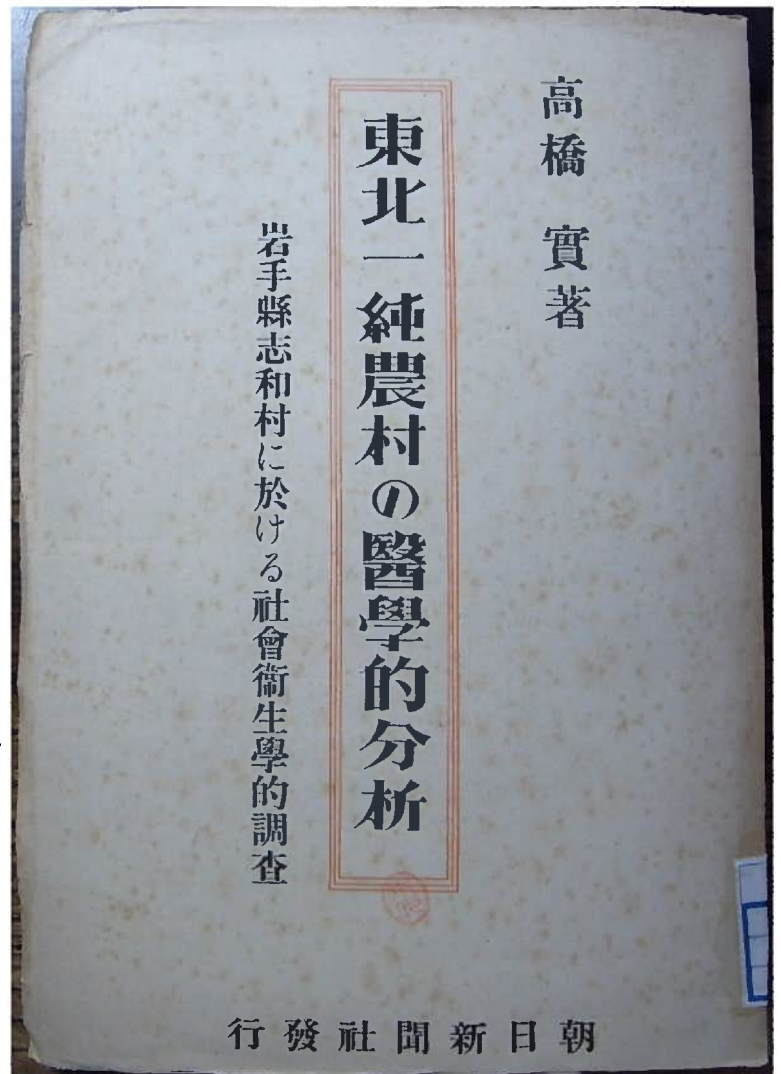 高橋 實著
東北一純農村の醫學的分析
岩手縣志和村に於ける社會衞生學的調査
朝日新聞社發行